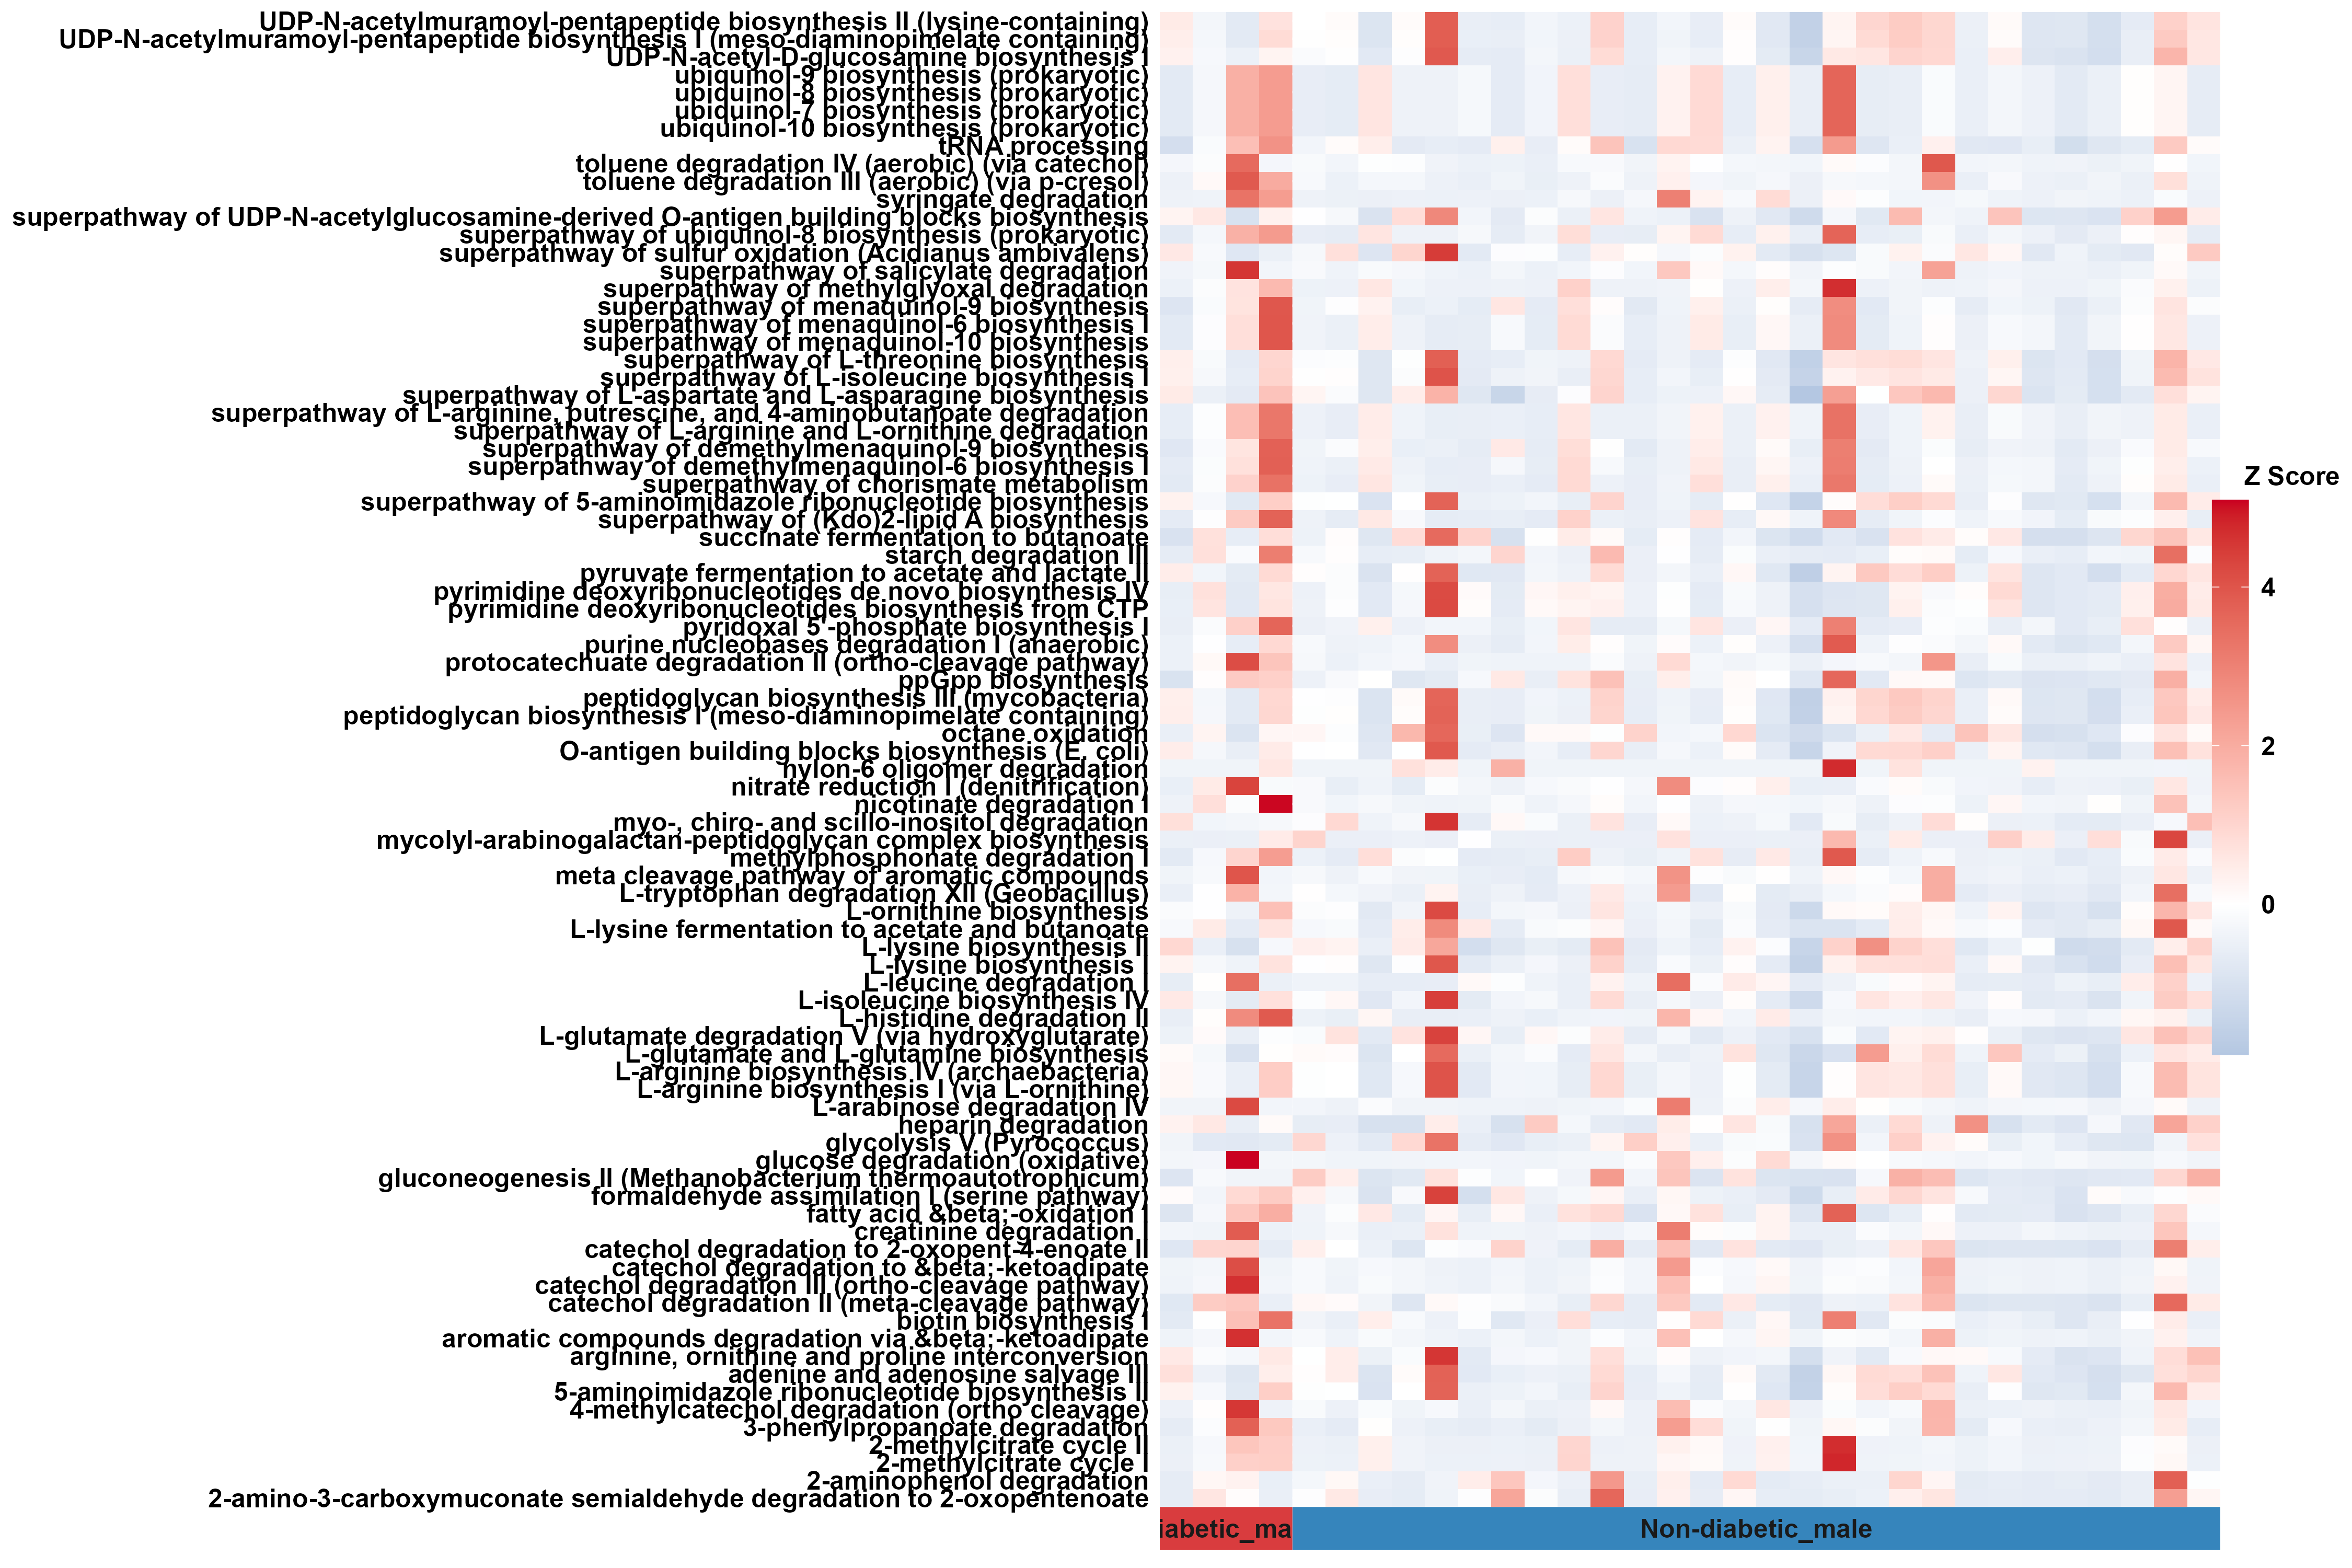 UDP-N-acetylmuramoyl-pentapeptide biosynthesis II (lysine-containing)
UDP-N-acetylmuramoyl-pentapeptide biosynthesis I (meso-diaminopimelate containing)
UDP-N-acetyl-D-glucosamine biosynthesis I
ubiquinol-9 biosynthesis (prokaryotic)
ubiquinol-8 biosynthesis (prokaryotic)
ubiquinol-7 biosynthesis (prokaryotic)
ubiquinol-10 biosynthesis (prokaryotic)
tRNA processing
toluene degradation IV (aerobic) (via catechol)
toluene degradation III (aerobic) (via p-cresol)
syringate degradation
superpathway of UDP-N-acetylglucosamine-derived O-antigen building blocks biosynthesis
superpathway of ubiquinol-8 biosynthesis (prokaryotic)
superpathway of sulfur oxidation (Acidianus ambivalens)
superpathway of salicylate degradation
superpathway of methylglyoxal degradation
superpathway of menaquinol-9 biosynthesis
superpathway of menaquinol-6 biosynthesis I
superpathway of menaquinol-10 biosynthesis
superpathway of L-threonine biosynthesis
superpathway of L-isoleucine biosynthesis I
superpathway of L-aspartate and L-asparagine biosynthesis
superpathway of L-arginine, putrescine, and 4-aminobutanoate degradation
superpathway of L-arginine and L-ornithine degradation
superpathway of demethylmenaquinol-9 biosynthesis
superpathway of demethylmenaquinol-6 biosynthesis I
superpathway of chorismate metabolism
superpathway of 5-aminoimidazole ribonucleotide biosynthesis
superpathway of (Kdo)2-lipid A biosynthesis
succinate fermentation to butanoate
starch degradation III
pyruvate fermentation to acetate and lactate II
pyrimidine deoxyribonucleotides de novo biosynthesis IV
pyrimidine deoxyribonucleotides biosynthesis from CTP
pyridoxal 5'-phosphate biosynthesis I
purine nucleobases degradation I (anaerobic)
protocatechuate degradation II (ortho-cleavage pathway)
ppGpp biosynthesis
peptidoglycan biosynthesis III (mycobacteria)
peptidoglycan biosynthesis I (meso-diaminopimelate containing)
octane oxidation
O-antigen building blocks biosynthesis (E. coli)
nylon-6 oligomer degradation
nitrate reduction I (denitrification)
nicotinate degradation I
myo-, chiro- and scillo-inositol degradation
mycolyl-arabinogalactan-peptidoglycan complex biosynthesis
methylphosphonate degradation I
meta cleavage pathway of aromatic compounds
L-tryptophan degradation XII (Geobacillus)
L-ornithine biosynthesis
L-lysine fermentation to acetate and butanoate
L-lysine biosynthesis II
L-lysine biosynthesis I
L-leucine degradation I
L-isoleucine biosynthesis IV
L-histidine degradation II
L-glutamate degradation V (via hydroxyglutarate)
L-glutamate and L-glutamine biosynthesis
L-arginine biosynthesis IV (archaebacteria)
L-arginine biosynthesis I (via L-ornithine)
L-arabinose degradation IV
heparin degradation
glycolysis V (Pyrococcus)
glucose degradation (oxidative)
gluconeogenesis II (Methanobacterium thermoautotrophicum)
formaldehyde assimilation I (serine pathway)
fatty acid &beta;-oxidation I
creatinine degradation I
catechol degradation to 2-oxopent-4-enoate II
catechol degradation to &beta;-ketoadipate
catechol degradation III (ortho-cleavage pathway)
catechol degradation II (meta-cleavage pathway)
biotin biosynthesis I
aromatic compounds degradation via &beta;-ketoadipate
arginine, ornithine and proline interconversion
adenine and adenosine salvage III
5-aminoimidazole ribonucleotide biosynthesis II
4-methylcatechol degradation (ortho cleavage)
3-phenylpropanoate degradation
2-methylcitrate cycle II
2-methylcitrate cycle I
2-aminophenol degradation
2-amino-3-carboxymuconate semialdehyde degradation to 2-oxopentenoate
iabetic_ma
Non-diabetic_male
Z Score
4
2
0